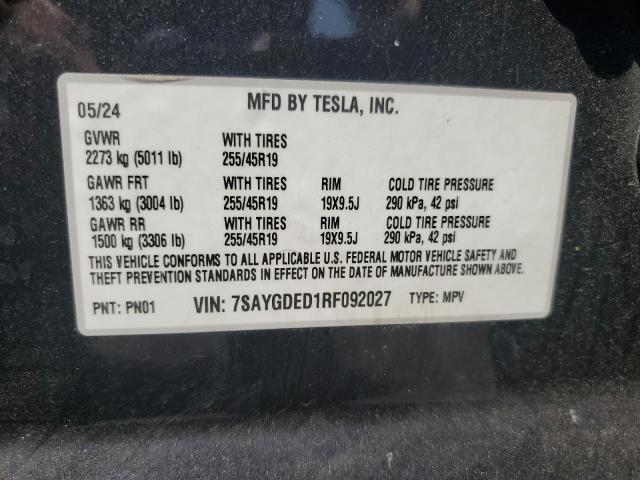 MFD BY TESLA, INC.
05/24
GVWR WITH TIRES
2273 kg (5011 lb) 255/45R19
GAWR FRT WITH TIRES RIM COLD TIRE PRESSURE
1363 kg (3004 lb) 255/45R19 19X9.5J 290 kPa, 42 psi
GAWR RR WITH TIRES RIM COLD TIRE PRESSURE
1500 kg (3306 lb) 255/45R19 19X9.5J 290 kPa, 42 psi
THIS VEHICLE CONFORMS TO ALL APPLICABLE U.S. FEDERAL MOTOR VEHICLE SAFETY AND
THEFT PREVENTION STANDARDS IN EFFECT ON THE DATE OF MANUFACTURE SHOWN ABOVE.
PNT: PN01 VIN: 7SAYGDED1RF092027 TYPE: MPV